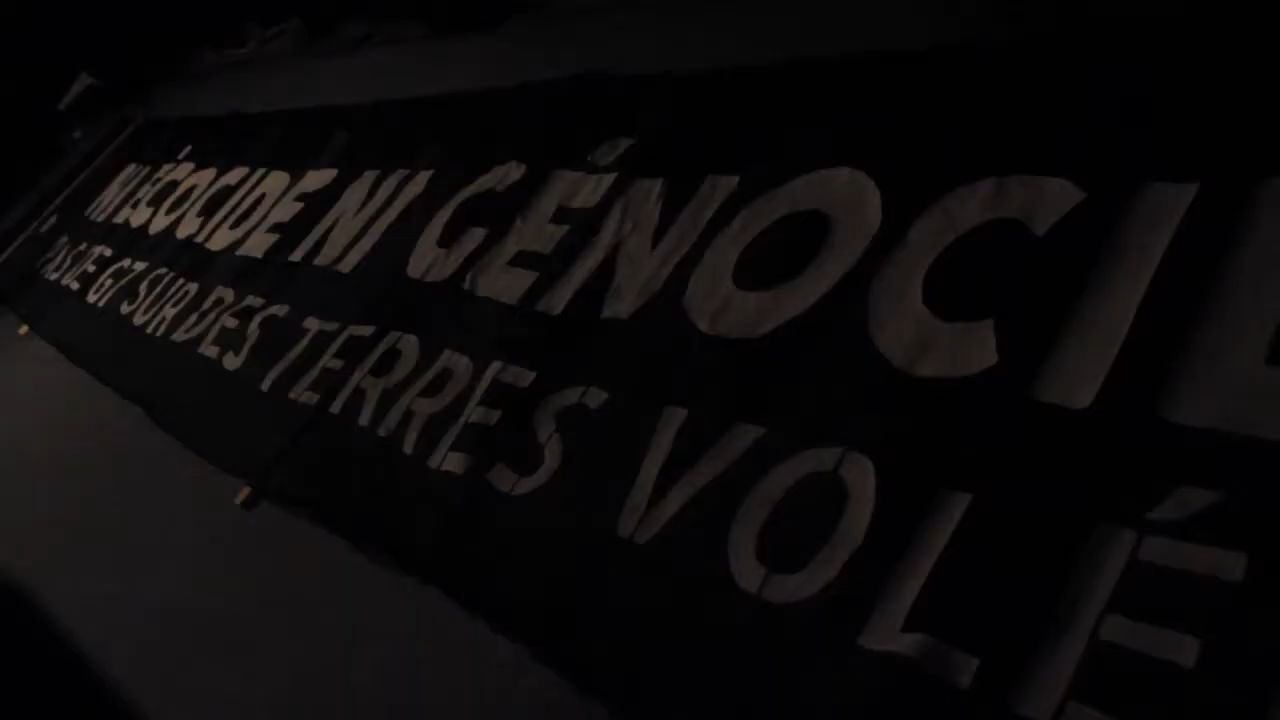 NI ÉCOCIDE NI GÉNOCI
PAS DE G7 SUR DES TERRES VOLÉ